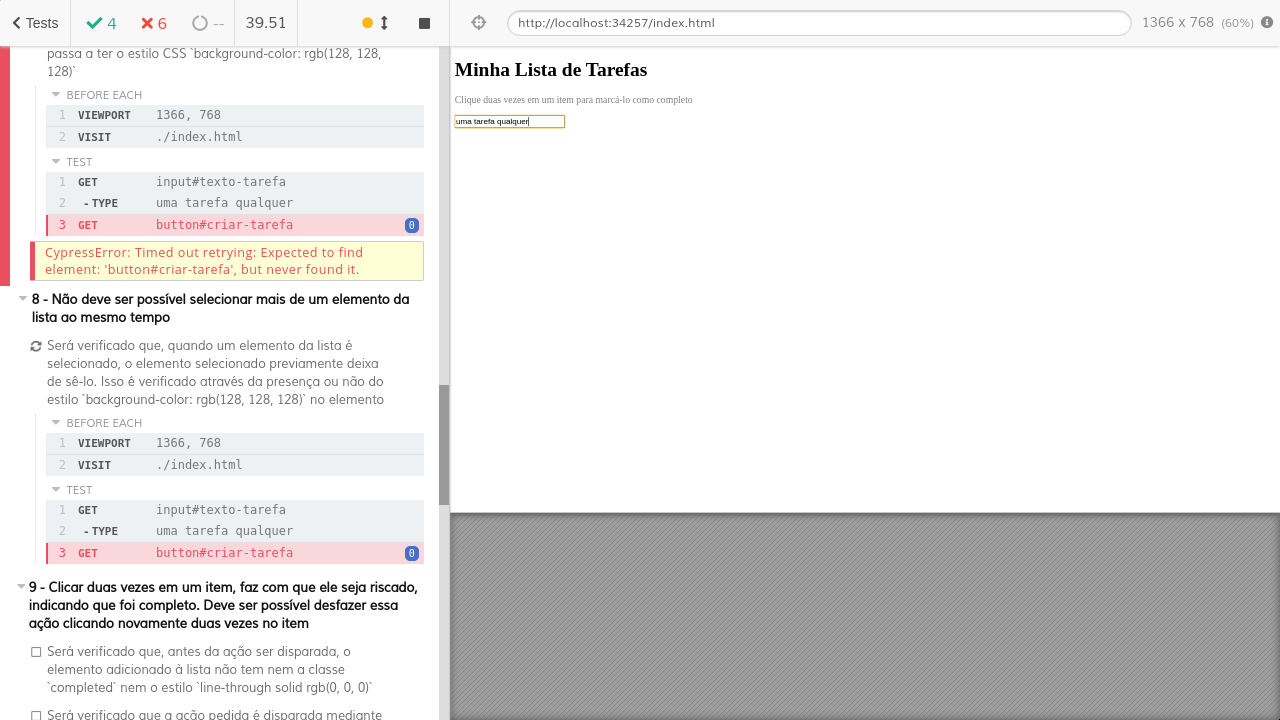 Tests
4
6
--
39.51
http://localhost:34257/index.html
1366 x 768 (60%)
passa a ter o estilo CSS `background-color: rgb(128, 128,
128)`
BEFORE EACH
1 VIEWPORT 1366, 768
2 VISIT ./index.html
TEST
1 GET input#texto-tarefa
2 - TYPE uma tarefa qualquer
3 GET button#criar-tarefa 0
CypressError: Timed out retrying: Expected to find
element: 'button#criar-tarefa', but never found it.
8 - Não deve ser possível selecionar mais de um elemento da
lista ao mesmo tempo
Será verificado que, quando um elemento da lista é
selecionado, o elemento selecionado previamente deixa
de sê-lo. Isso é verificado através da presença ou não do
estilo `background-color: rgb(128, 128, 128)` no elemento
BEFORE EACH
1 VIEWPORT 1366, 768
2 VISIT ./index.html
TEST
1 GET input#texto-tarefa
2 - TYPE uma tarefa qualquer
3 GET button#criar-tarefa 0
9 - Clicar duas vezes em um item, faz com que ele seja riscado,
indicando que foi completo. Deve ser possível desfazer essa
ação clicando novamente duas vezes no item
Será verificado que, antes da ação ser disparada, o
elemento adicionado à lista não tem nem a classe
`completed` nem o estilo `line-through solid rgb(0, 0, 0)`
Será verificado que a ação pedida é disparada mediante
Minha Lista de Tarefas
Clique duas vezes em um item para marcá-lo como completo
uma tarefa qualquer